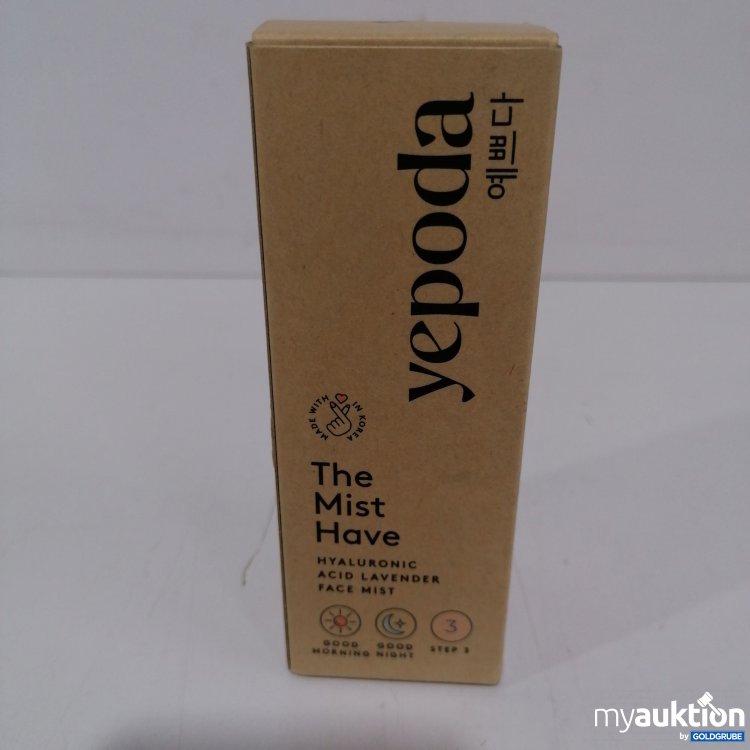 yepoda
예쁘다
MADE WITH IN KOREA
The
Mist
Have
HYALURONIC
ACID LAVENDER
FACE MIST
3
GOOD MORNING
GOOD NIGHT
STEP 3
myauktion
by GOLDGRUBE